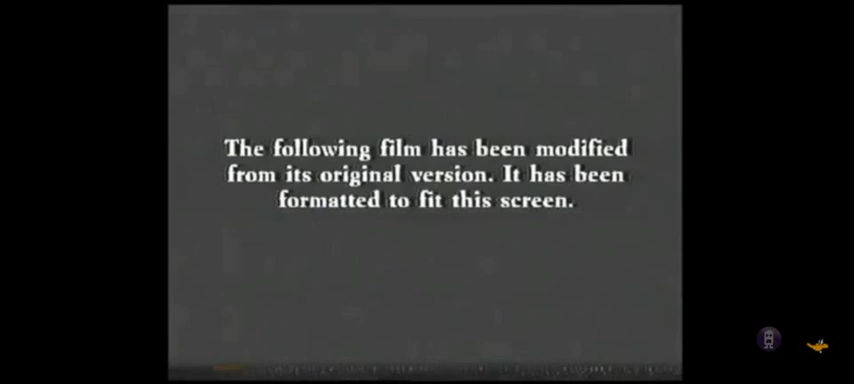 The following film has been modified
from its original version. It has been
formatted to fit this screen.